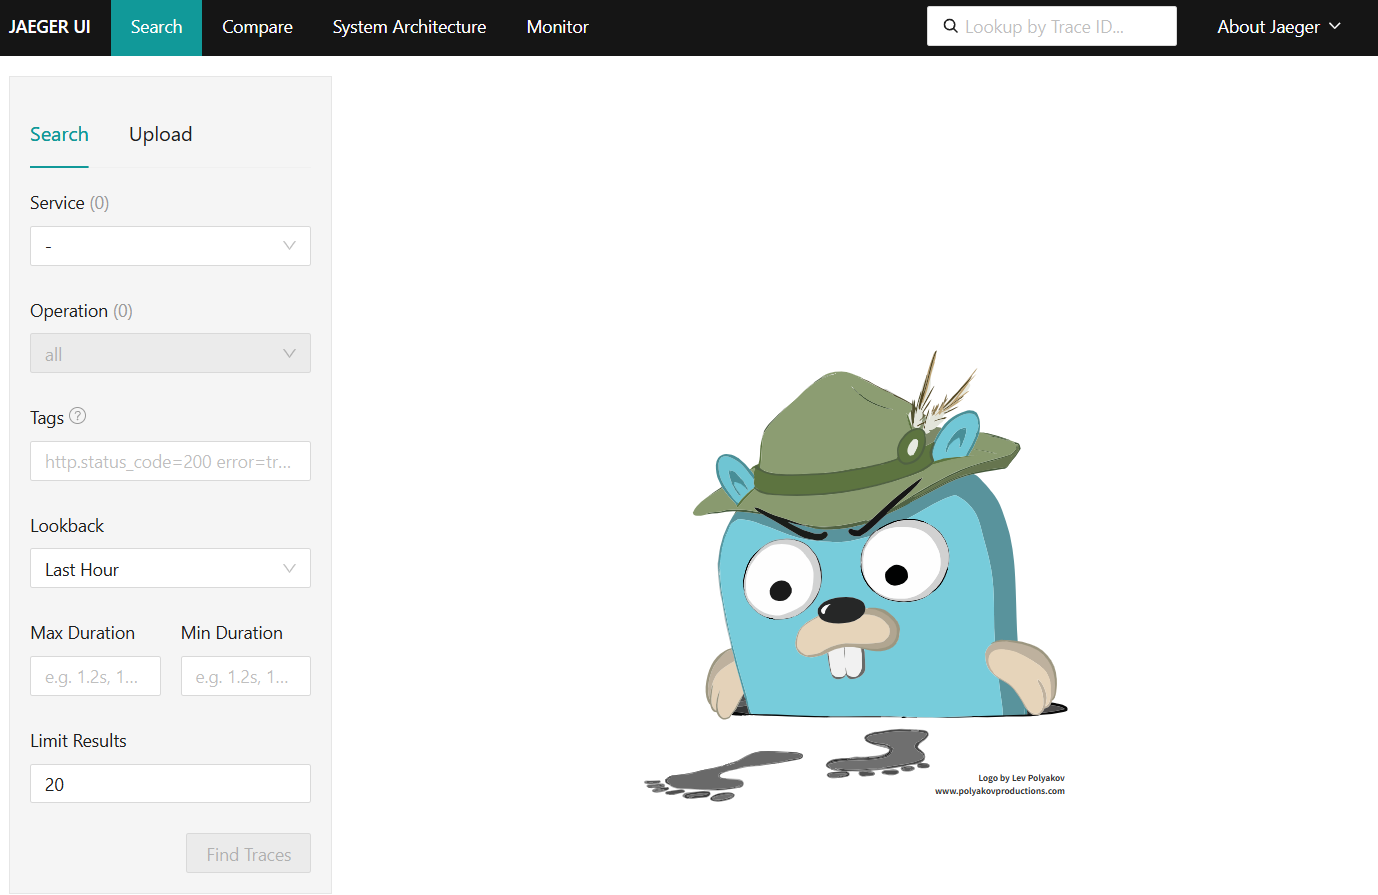 JAEGER UI Search Compare System Architecture Monitor Lookup by Trace ID... About Jaeger
Search Upload
Service (0)
-
Operation (0)
all
Tags ?
http.status_code=200 error=tr...
Lookback
Last Hour
Max Duration Min Duration
e.g. 1.2s, 1... e.g. 1.2s, 1...
Limit Results
20
Find Traces
Logo by Lev Polyakov
www.polyakovproductions.com